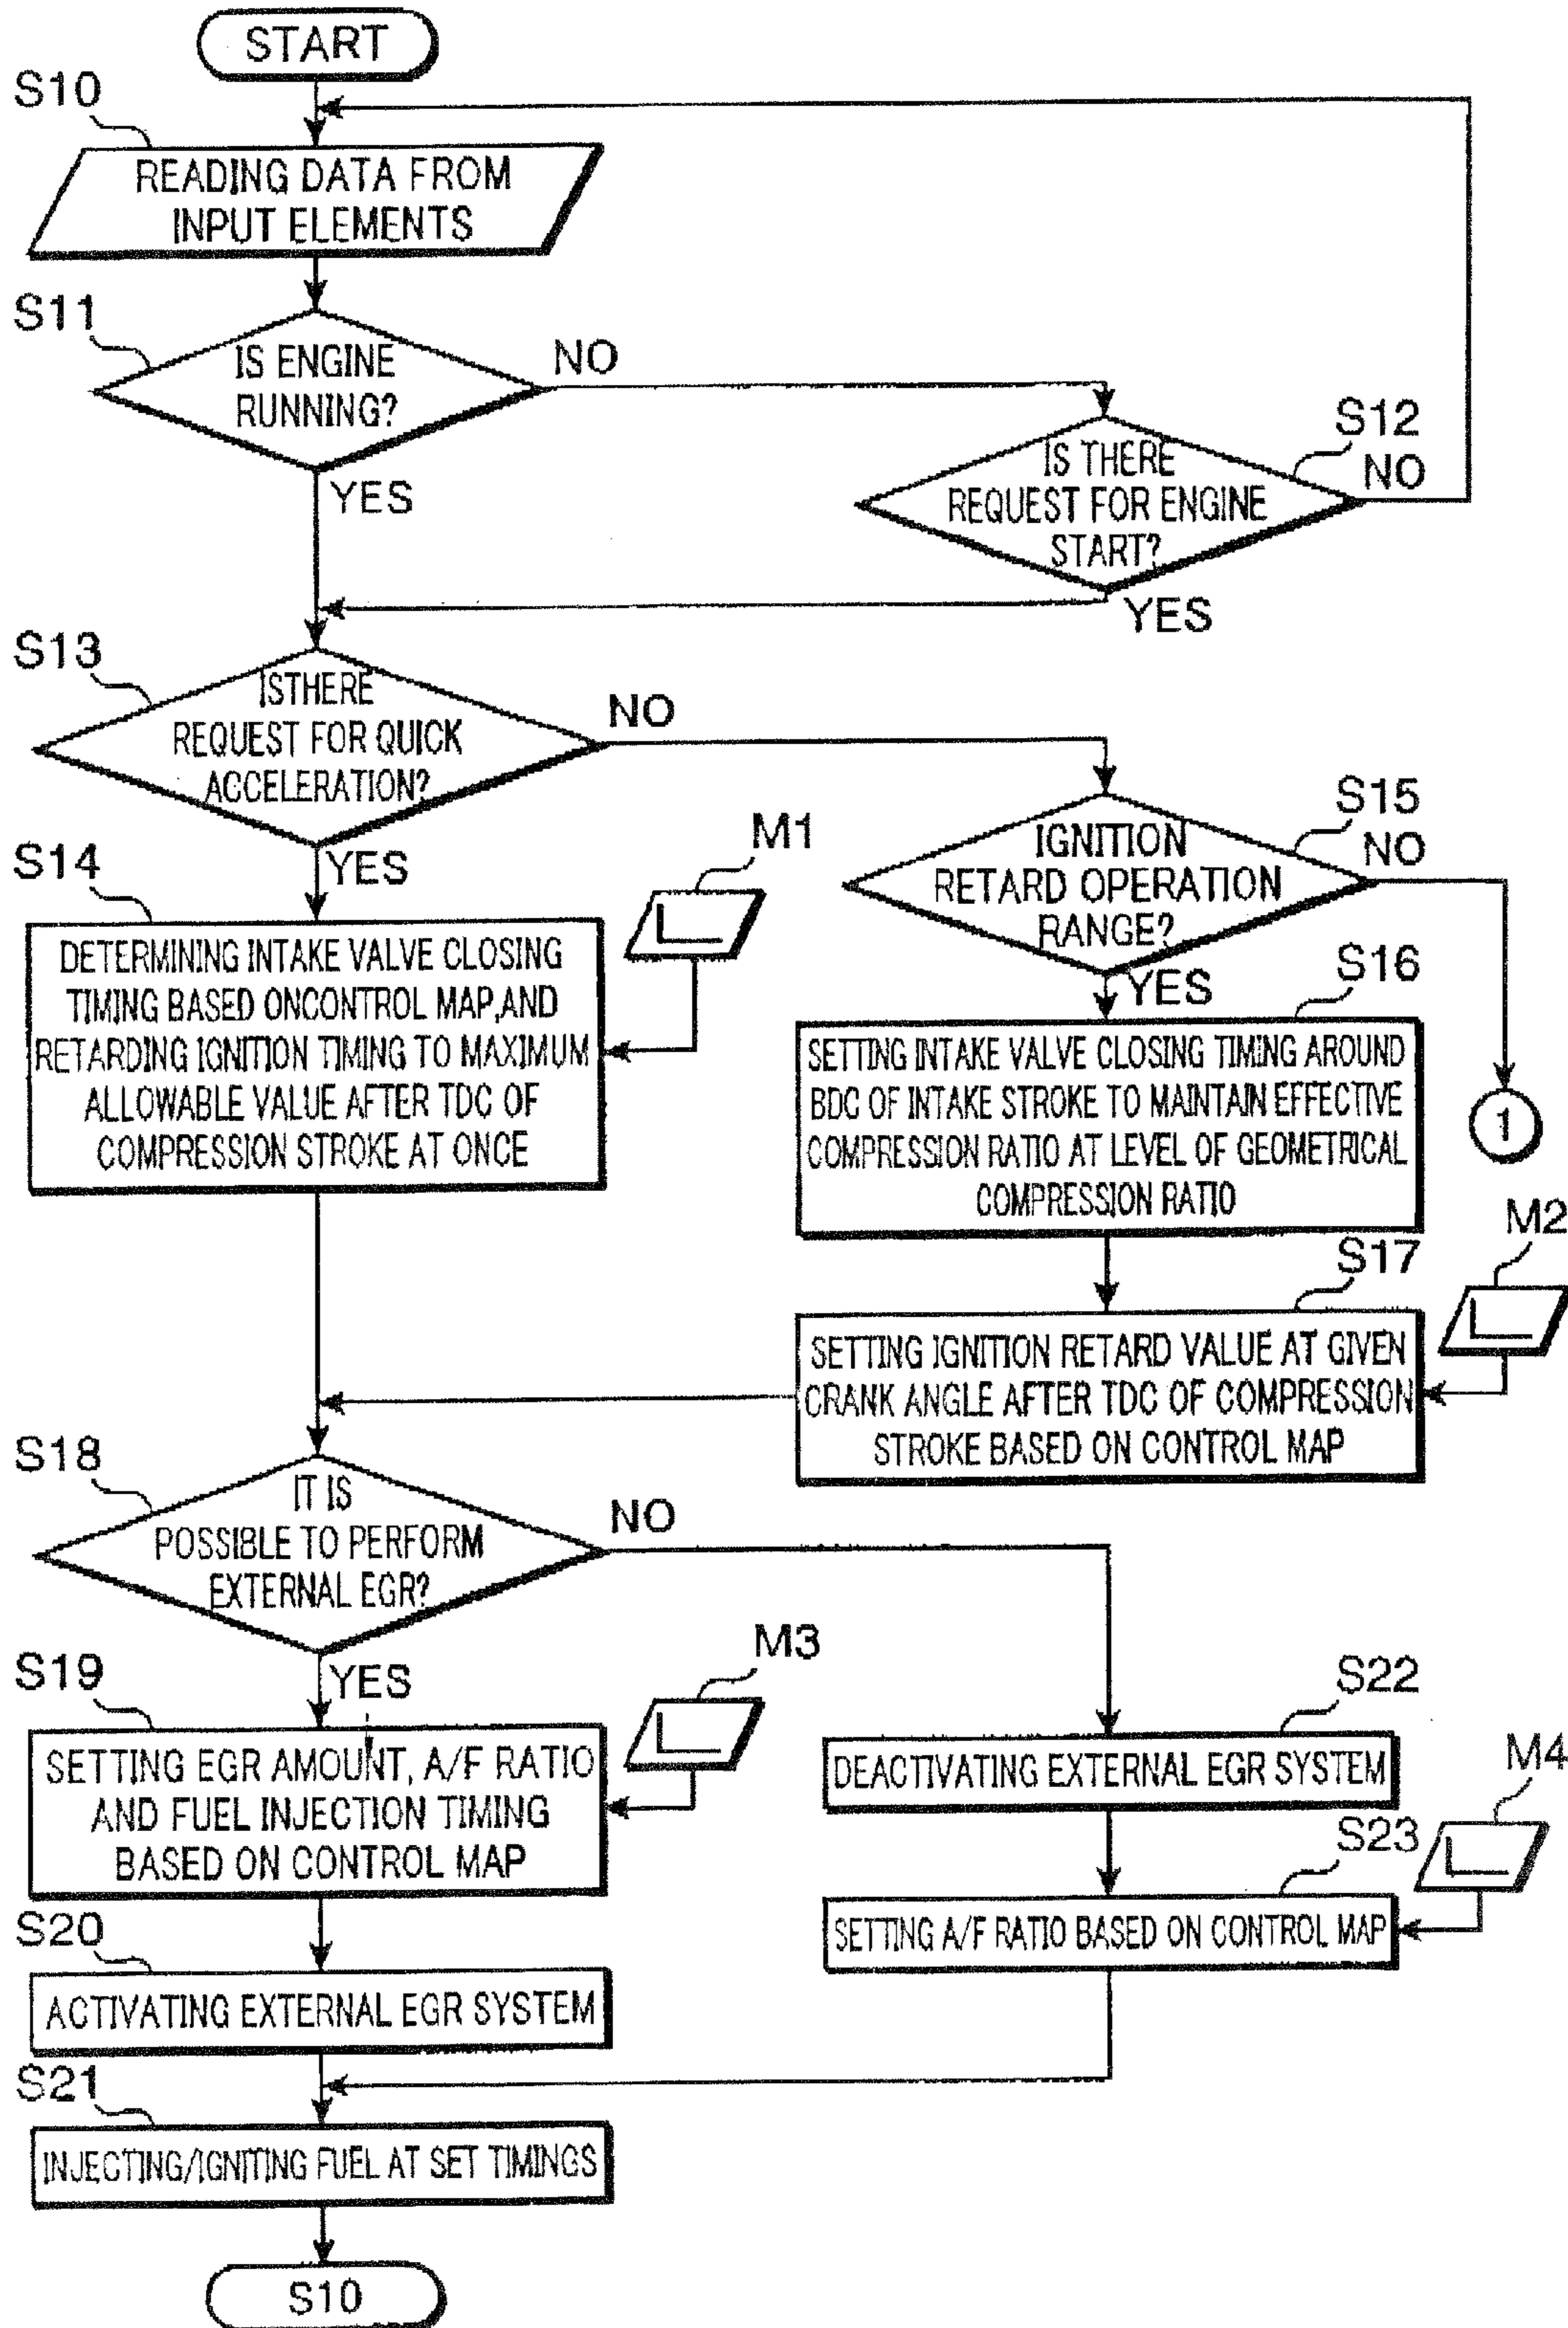 START
S10
READING DATA FROM
INPUT ELEMENTS
S11
IS ENGINE
RUNNING?
NO
YES
S12
IS THERE
REQUEST FOR ENGINE
START?
NO
YES
S13
ISTHERE
REQUEST FOR QUICK
ACCELERATION?
NO
YES
S14
M1
DETERMINING INTAKE VALVE CLOSING
TIMING BASED ONCONTROL MAP,AND
RETARDING IGNITION TIMING TO MAXIMUM
ALLOWABLE VALUE AFTER TDC OF
COMPRESSION STROKE AT ONCE
S15
IGNITION
RETARD OPERATION
RANGE?
NO
YES
1
S16
SETTING INTAKE VALVE CLOSING TIMING AROUND
BDC OF INTAKE STROKE TO MAINTAIN EFFECTIVE
COMPRESSION RATIO AT LEVEL OF GEOMETRICAL
COMPRESSION RATIO
M2
S17
SETTING IGNITION RETARD VALUE AT GIVEN
CRANK ANGLE AFTER TDC OF COMPRESSION
STROKE BASED ON CONTROL MAP
S18
IT IS
POSSIBLE TO PERFORM
EXTERNAL EGR?
NO
YES
S19
M3
SETTING EGR AMOUNT, A/F RATIO
AND FUEL INJECTION TIMING
BASED ON CONTROL MAP
S22
DEACTIVATING EXTERNAL EGR SYSTEM
M4
S23
SETTING A/F RATIO BASED ON CONTROL MAP
S20
ACTIVATING EXTERNAL EGR SYSTEM
S21
INJECTING/IGNITING FUEL AT SET TIMINGS
S10